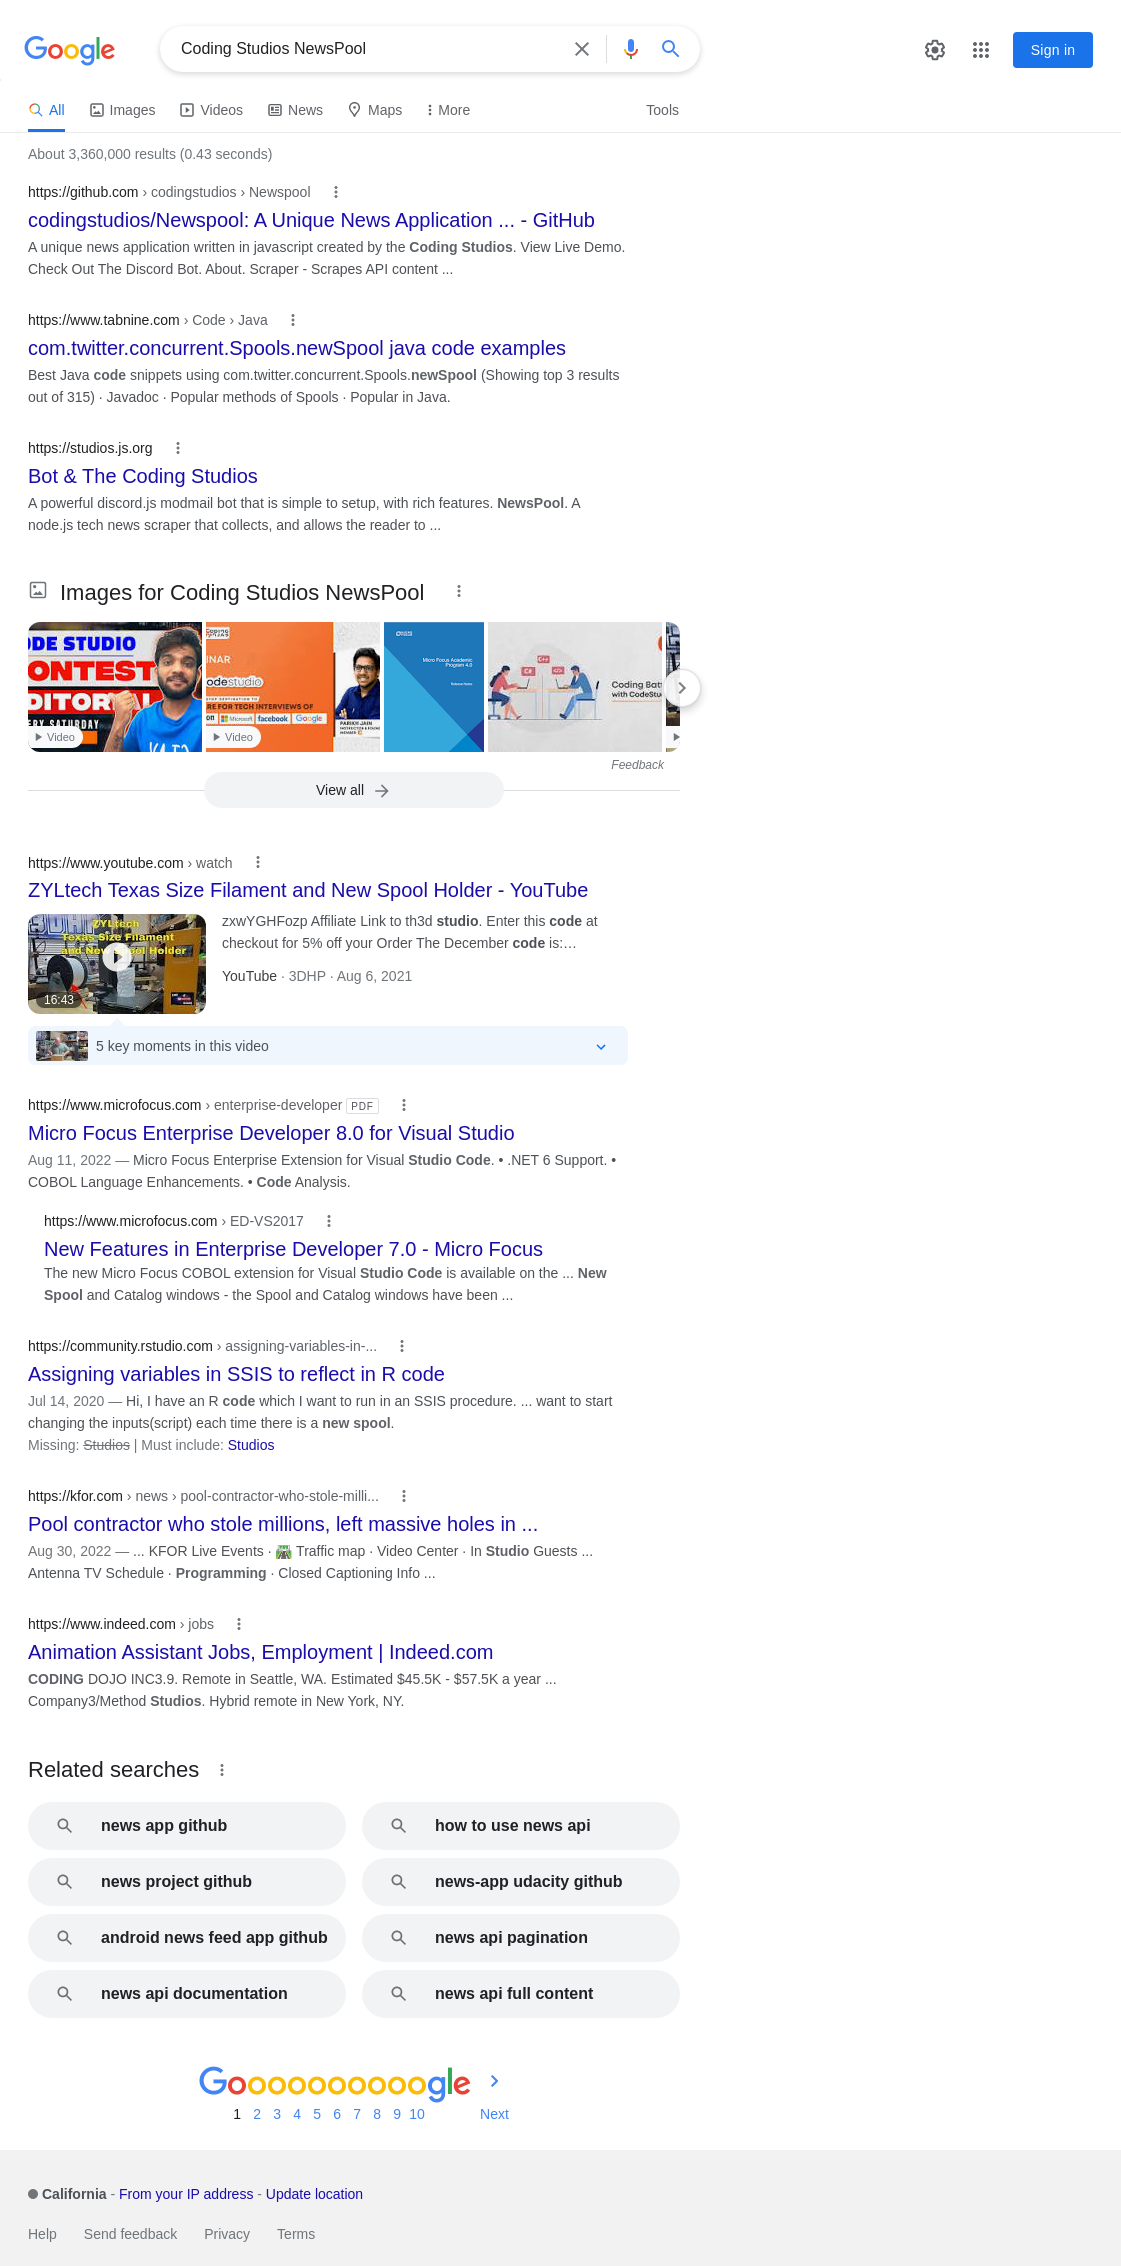 Google
Coding Studios NewsPool
Sign in
All
Images
Videos
News
Maps
More
Tools
About 3,360,000 results (0.43 seconds)
https://github.com › codingstudios › Newspool
codingstudios/Newspool: A Unique News Application ... - GitHub
A unique news application written in javascript created by the Coding Studios. View Live Demo.
Check Out The Discord Bot. About. Scraper - Scrapes API content ...
https://www.tabnine.com › Code › Java
com.twitter.concurrent.Spools.newSpool java code examples
Best Java code snippets using com.twitter.concurrent.Spools.newSpool (Showing top 3 results
out of 315) · Javadoc · Popular methods of Spools · Popular in Java.
https://studios.js.org
Bot & The Coding Studios
A powerful discord.js modmail bot that is simple to setup, with rich features. NewsPool. A
node.js tech news scraper that collects, and allows the reader to ...
Images for Coding Studios NewsPool
ODE STUDIO
ONTEST
DITORIAL
RY SATURDAY
Video
INAR
odestudio
RE FOR TECH INTERVIEWS OF
Microsoft facebook Google
Video
Micro Focus Academic
Program 4.0
Release Notes
C++
C#
</>
Coding Batt
with CodeStu
Feedback
View all
https://www.youtube.com › watch
ZYLtech Texas Size Filament and New Spool Holder - YouTube
ZYLtech
Texas Size Filament
and New Spool Holder
16:43
zxwYGHFozp Affiliate Link to th3d studio. Enter this code at
checkout for 5% off your Order The December code is:…
YouTube · 3DHP · Aug 6, 2021
5 key moments in this video
https://www.microfocus.com › enterprise-developer PDF
Micro Focus Enterprise Developer 8.0 for Visual Studio
Aug 11, 2022 — Micro Focus Enterprise Extension for Visual Studio Code. • .NET 6 Support. •
COBOL Language Enhancements. • Code Analysis.
https://www.microfocus.com › ED-VS2017
New Features in Enterprise Developer 7.0 - Micro Focus
The new Micro Focus COBOL extension for Visual Studio Code is available on the ... New
Spool and Catalog windows - the Spool and Catalog windows have been ...
https://community.rstudio.com › assigning-variables-in-...
Assigning variables in SSIS to reflect in R code
Jul 14, 2020 — Hi, I have an R code which I want to run in an SSIS procedure. ... want to start
changing the inputs(script) each time there is a new spool.
Missing: Studios | Must include: Studios
https://kfor.com › news › pool-contractor-who-stole-milli...
Pool contractor who stole millions, left massive holes in ...
Aug 30, 2022 — ... KFOR Live Events · 🛣️ Traffic map · Video Center · In Studio Guests ...
Antenna TV Schedule · Programming · Closed Captioning Info ...
https://www.indeed.com › jobs
Animation Assistant Jobs, Employment | Indeed.com
CODING DOJO INC3.9. Remote in Seattle, WA. Estimated $45.5K - $57.5K a year ...
Company3/Method Studios. Hybrid remote in New York, NY.
Related searches
news app github
how to use news api
news project github
news-app udacity github
android news feed app github
news api pagination
news api documentation
news api full content
Goooooooooogle
1 2 3 4 5 6 7 8 9 10 Next
California - From your IP address - Update location
Help Send feedback Privacy Terms